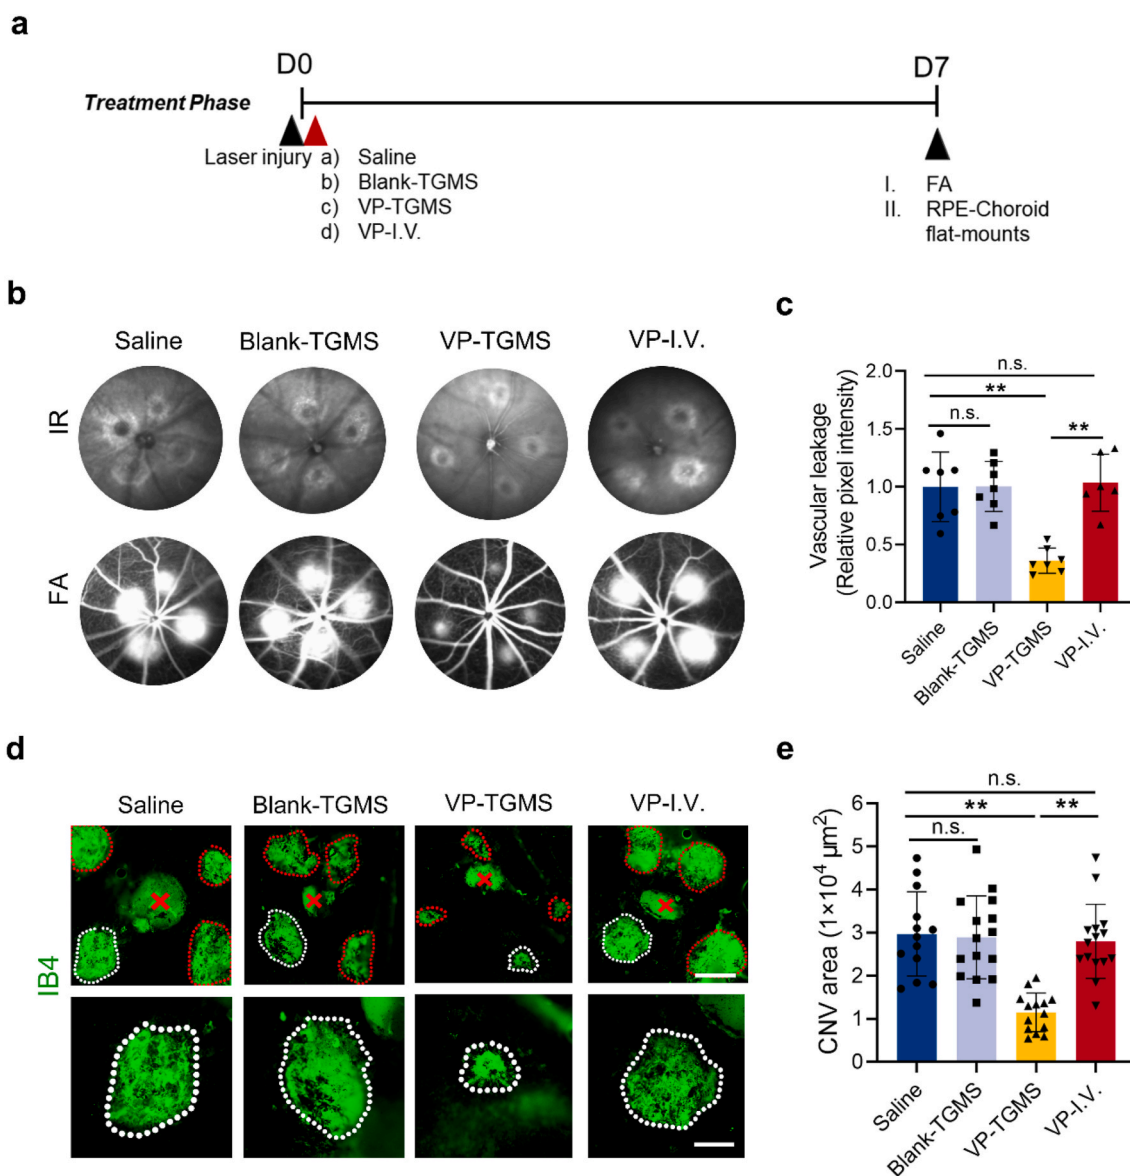 a
D0
D7
Treatment Phase
Laser injury a) Saline
b) Blank-TGMS
c) VP-TGMS
d) VP-I.V.
I. FA
II. RPE-Choroid
flat-mounts
b
Saline
Blank-TGMS
VP-TGMS
VP-I.V.
IR
FA
c
n.s.
**
n.s.
**
Vascular leakage
(Relative pixel intensity)
2.0
1.5
1.0
0.5
0.0
Saline
Blank-TGMS
VP-TGMS
VP-I.V.
d
Saline
Blank-TGMS
VP-TGMS
VP-I.V.
IB4
e
n.s.
**
**
n.s.
CNV area (1×10⁴ µm²)
6
5
4
3
2
1
0
Saline
Blank-TGMS
VP-TGMS
VP-I.V.